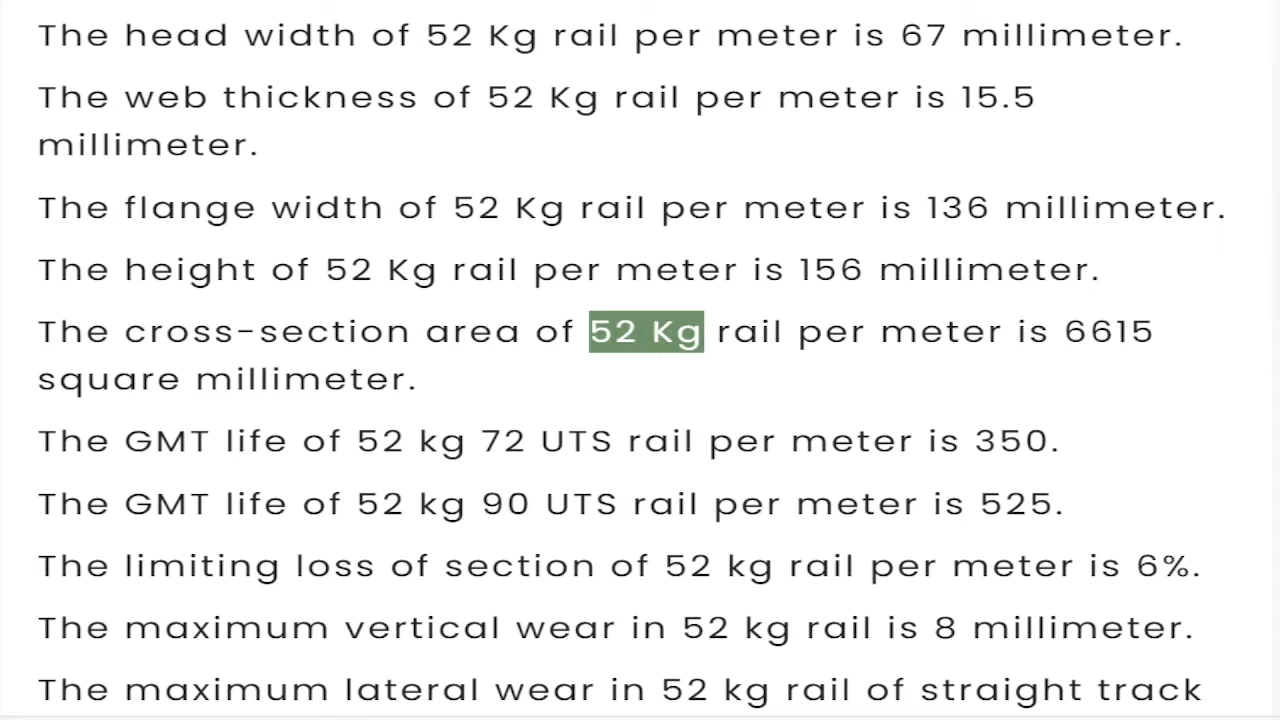 The head width of 52 Kg rail per meter is 67 millimeter.
The web thickness of 52 Kg rail per meter is 15.5
millimeter.
The flange width of 52 Kg rail per meter is 136 millimeter.
The height of 52 Kg rail per meter is 156 millimeter.
The cross-section area of 52 Kg rail per meter is 6615
square millimeter.
The GMT life of 52 kg 72 UTS rail per meter is 350.
The GMT life of 52 kg 90 UTS rail per meter is 525.
The limiting loss of section of 52 kg rail per meter is 6%.
The maximum vertical wear in 52 kg rail is 8 millimeter.
The maximum lateral wear in 52 kg rail of straight track